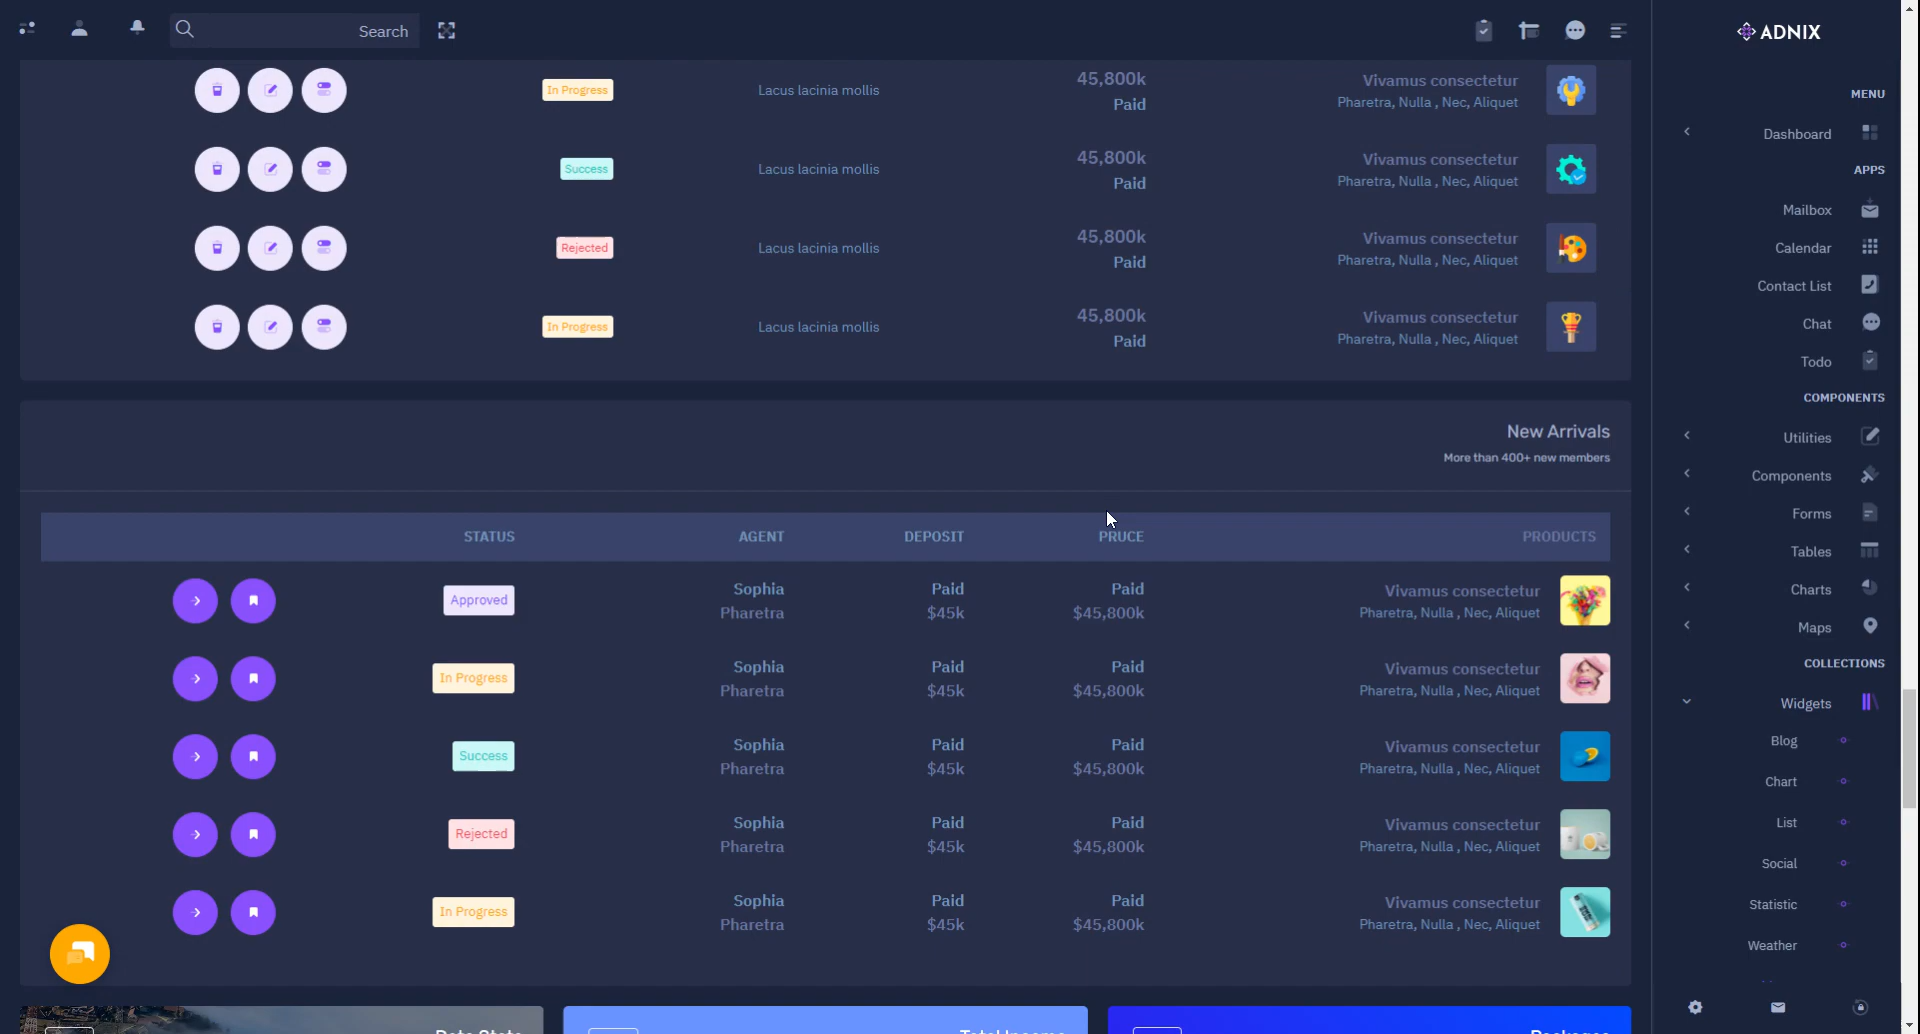 Search
ADNIX
In Progress
Lacus lacinia mollis
45,800k
Paid
Vivamus consectetur
Pharetra, Nulla , Nec, Aliquet
Success
Lacus lacinia mollis
45,800k
Paid
Vivamus consectetur
Pharetra, Nulla , Nec, Aliquet
Rejected
Lacus lacinia mollis
45,800k
Paid
Vivamus consectetur
Pharetra, Nulla , Nec, Aliquet
In Progress
Lacus lacinia mollis
45,800k
Paid
Vivamus consectetur
Pharetra, Nulla , Nec, Aliquet
New Arrivals
More than 400+ new members
STATUS AGENT DEPOSIT PRUCE PRODUCTS
Approved
Sophia
Pharetra
Paid
$45k
Paid
$45,800k
Vivamus consectetur
Pharetra, Nulla , Nec, Aliquet
In Progress
Sophia
Pharetra
Paid
$45k
Paid
$45,800k
Vivamus consectetur
Pharetra, Nulla , Nec, Aliquet
Success
Sophia
Pharetra
Paid
$45k
Paid
$45,800k
Vivamus consectetur
Pharetra, Nulla , Nec, Aliquet
Rejected
Sophia
Pharetra
Paid
$45k
Paid
$45,800k
Vivamus consectetur
Pharetra, Nulla , Nec, Aliquet
In Progress
Sophia
Pharetra
Paid
$45k
Paid
$45,800k
Vivamus consectetur
Pharetra, Nulla , Nec, Aliquet
MENU
Dashboard
APPS
Mailbox
Calendar
Contact List
Chat
Todo
COMPONENTS
Utilities
Components
Forms
Tables
Charts
Maps
COLLECTIONS
Widgets
Blog
Chart
List
Social
Statistic
Weather